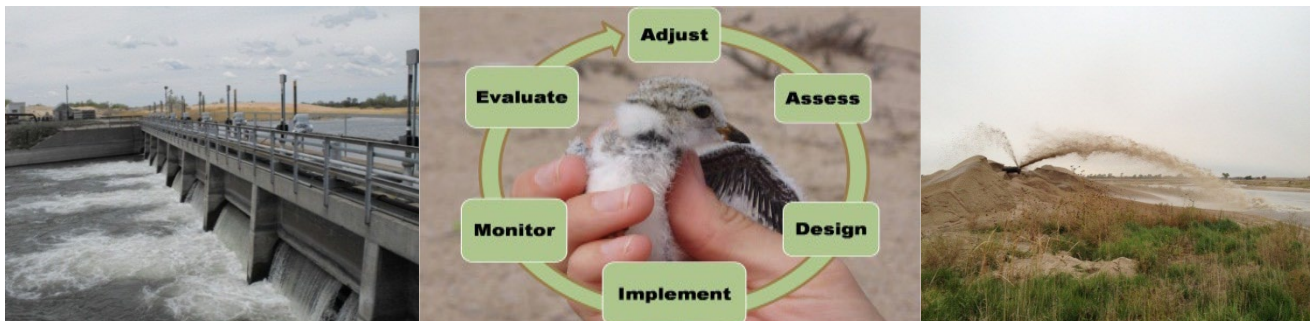 Adjust
Assess
Design
Implement
Monitor
Evaluate